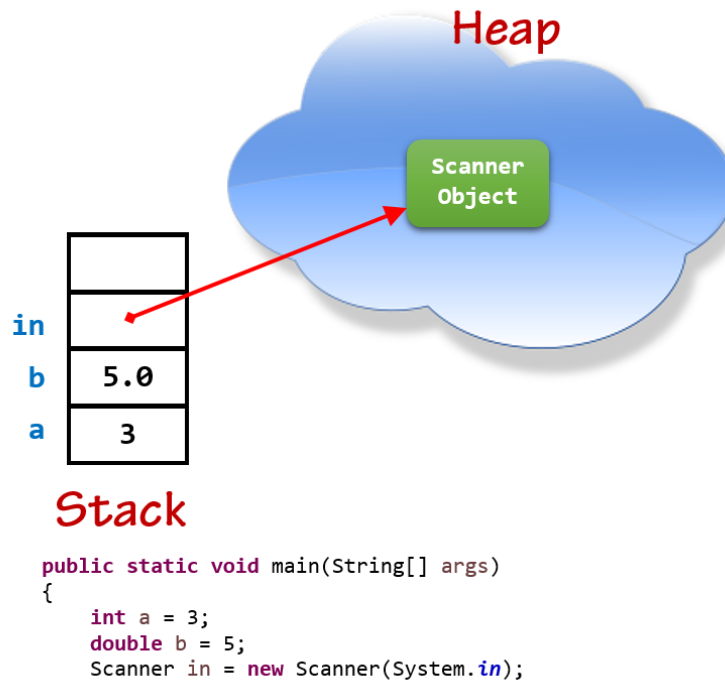 Heap
Scanner
Object
in
b 5.0
a 3
Stack
public static void main(String[] args)
{
    int a = 3;
    double b = 5;
    Scanner in = new Scanner(System.in);